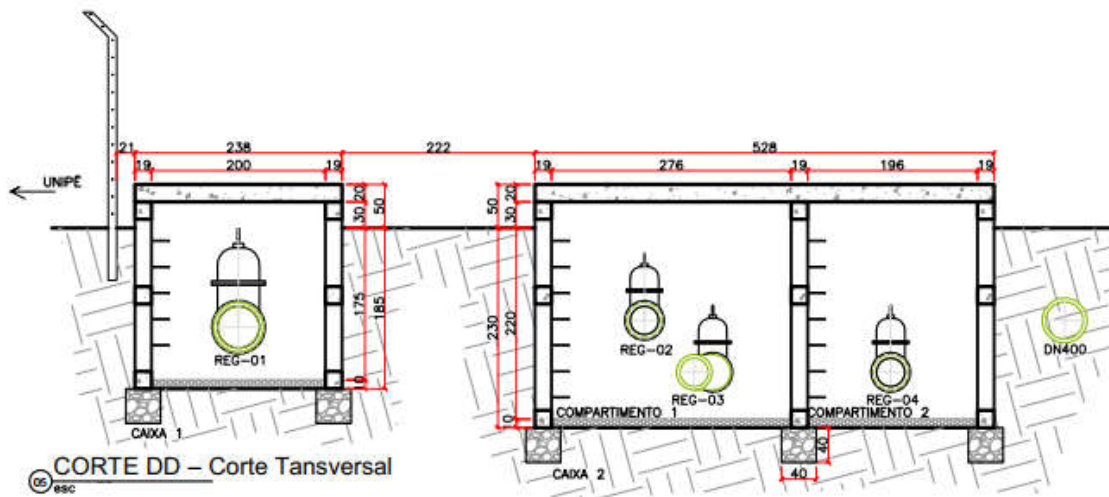 21 238 222 528
19 200 19 19 276 19 196 19
UNIPÊ
20
30
50
50
20
30
175
185
230
220
REG-01
REG-02
REG-03
REG-04
DN400
0
0
COMPARTIMENTO 1
COMPARTIMENTO 2
CAIXA 1
CAIXA 2
40
40
05 CORTE DD – Corte Tansversal
esc